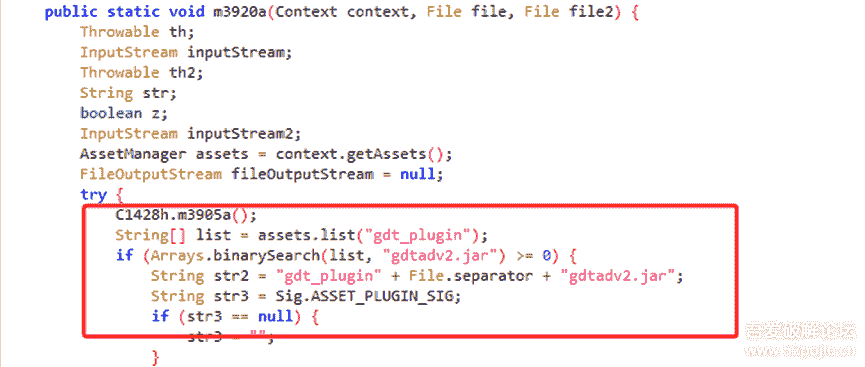 public static void m3920a(Context context, File file, File file2) {
Throwable th;
InputStream inputStream;
Throwable th2;
String str;
boolean z;
InputStream inputStream2;
AssetManager assets = context.getAssets();
FileOutputStream fileOutputStream = null;
try {
C1428h.m3905a();
String[] list = assets.list("gdt_plugin");
if (Arrays.binarySearch(list, "gdtadv2.jar") >= 0) {
String str2 = "gdt_plugin" + File.separator + "gdtadv2.jar";
String str3 = Sig.ASSET_PLUGIN_SIG;
if (str3 == null) {
str3 = "";
}
吾爱破解论坛
www.52pojie.cn